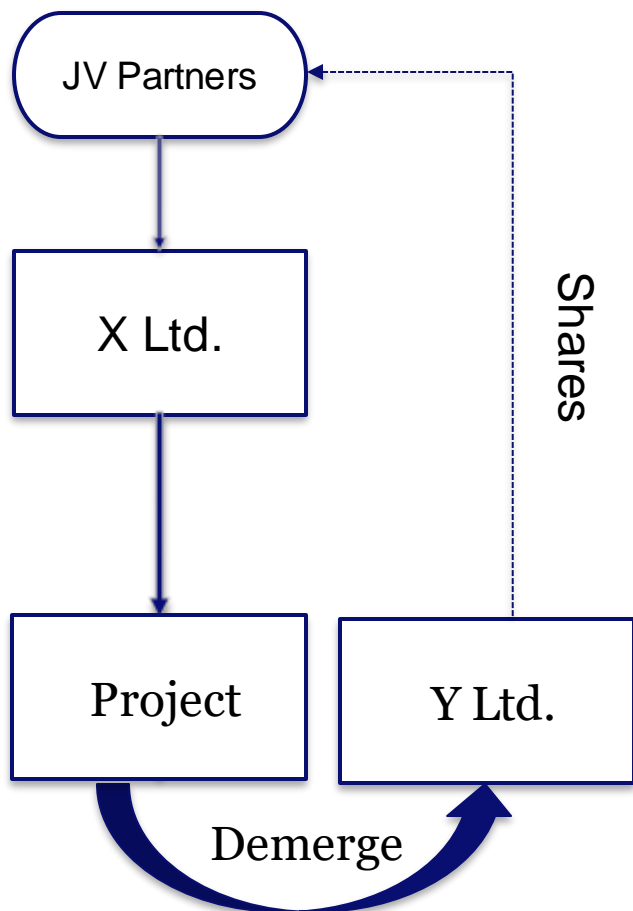 JV Partners
X Ltd.
Shares
Project
Y Ltd.
Demerge